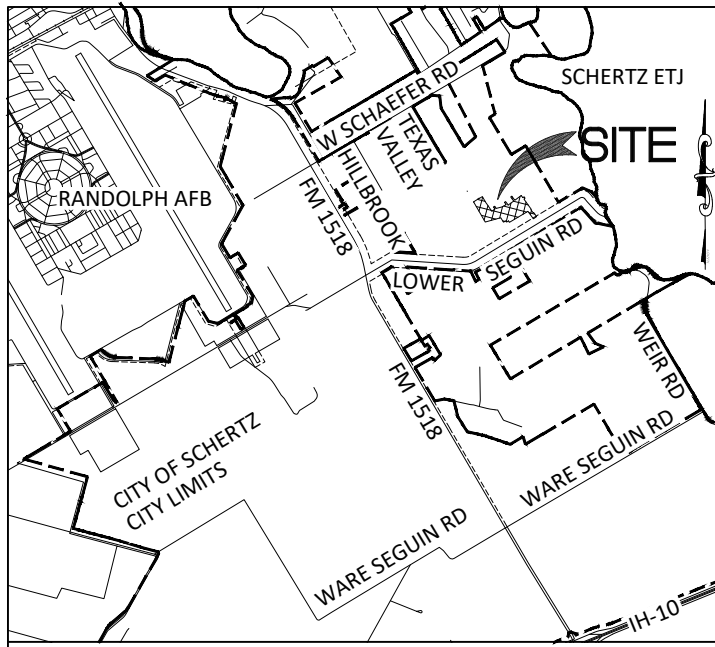 SCHERTZ ETJ
W SCHAEFER RD
TEXAS
VALLEY
SITE
RANDOLPH AFB
HILLBROOK
FM 1518
LOWER
SEGUIN RD
WEIR RD
FM 1518
CITY OF SCHERTZ
CITY LIMITS
WARE SEGUIN RD
WARE SEGUIN RD
IH-10